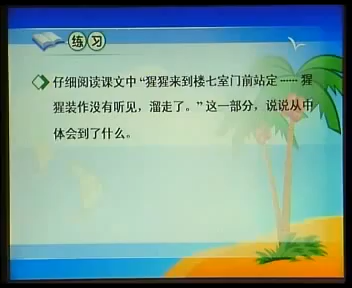 练习
仔细阅读课文中“猩猩来到楼七室门前站定……猩
猩装作没有听见，溜走了。”这一部分，说说从中
体会到了什么。